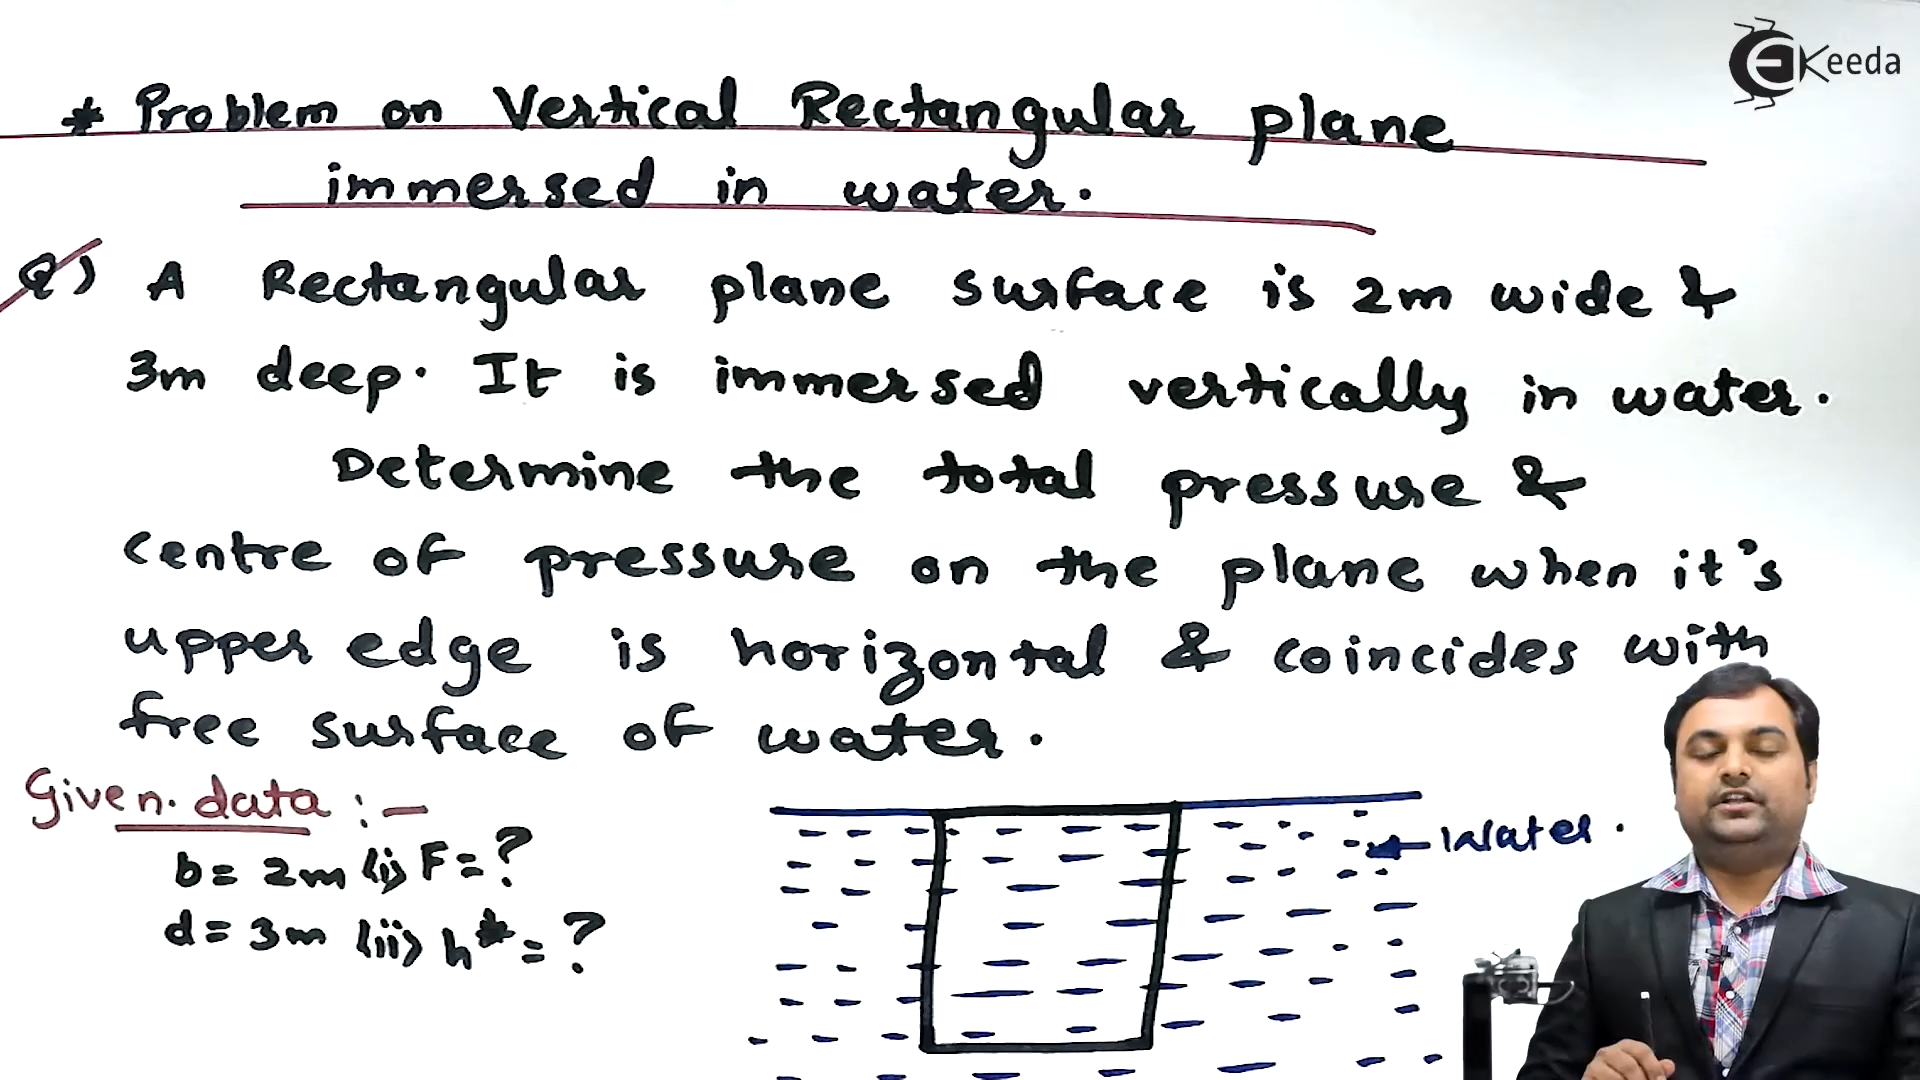 EKeeda
* Problem on Vertical Rectangular plane
immersed in water.
Q) A Rectangular plane surface is 2m wide &
3m deep. It is immersed vertically in water.
Determine the total pressure &
centre of pressure on the plane when it's
upper edge is horizontal & coincides with
free surface of water.
Given data :-
b= 2m (i) F= ?
d= 3m (ii) h* = ?
Water.